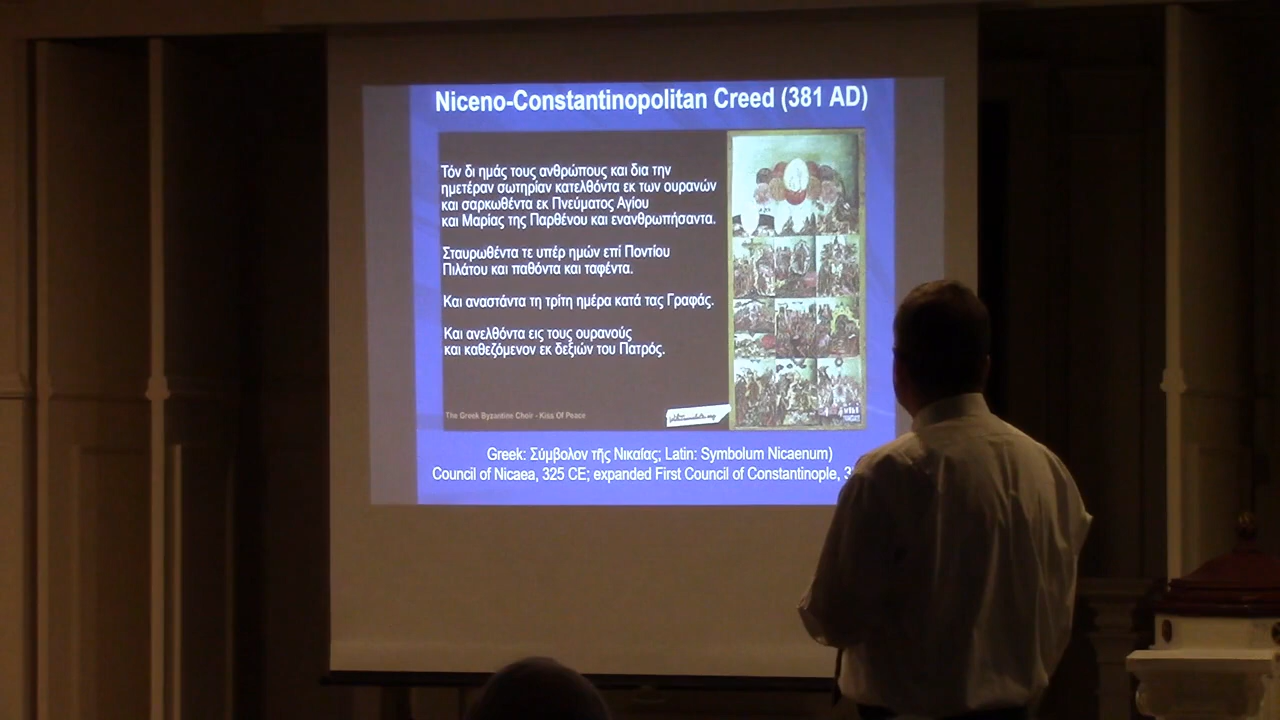 Niceno-Constantinopolitan Creed (381 AD)
Τόν δι ημάς τους ανθρώπους και δια την
ημετέραν σωτηρίαν κατελθόντα εκ των ουρανών
και σαρκωθέντα εκ Πνεύματος Αγίου
και Μαρίας της Παρθένου και ενανθρωπήσαντα.
Σταυρωθέντα τε υπέρ ημών επί Ποντίου
Πιλάτου και παθόντα και ταφέντα.
Και αναστάντα τη τρίτη ημέρα κατά τας Γραφάς.
Και ανελθόντα εις τους ουρανούς
και καθεζόμενον εκ δεξιών του Πατρός.
The Greek Byzantine Choir - Kiss Of Peace
Greek: Σύμβολον τῆς Νικαίας; Latin: Symbolum Nicaenum)
Council of Nicaea, 325 CE; expanded First Council of Constantinople, 3